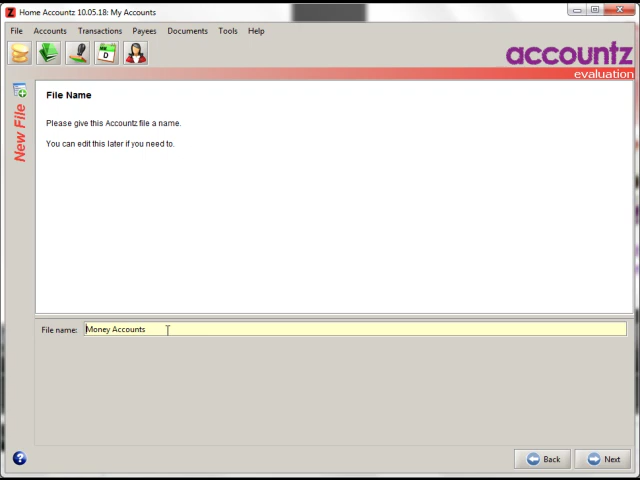 Home Accountz 10.05.18: My Accounts
File Accounts Transactions Payees Documents Tools Help
D
accountz
evaluation
New File
File Name
Please give this Accountz file a name.
You can edit this later if you need to.
File name: Money Accounts
? Back Next